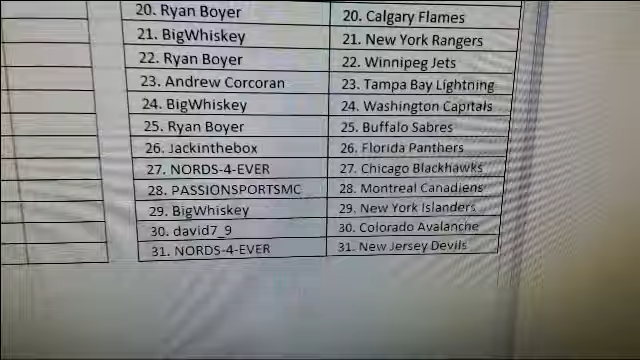 20. Ryan Boyer 20. Calgary Flames
21. BigWhiskey 21. New York Rangers
22. Ryan Boyer 22. Winnipeg Jets
23. Andrew Corcoran 23. Tampa Bay Lightning
24. BigWhiskey 24. Washington Capitals
25. Ryan Boyer 25. Buffalo Sabres
26. Jackinthebox 26. Florida Panthers
27. NORDS-4-EVER 27. Chicago Blackhawks
28. PASSIONSPORTSMC 28. Montreal Canadiens
29. BigWhiskey 29. New York Islanders
30. david7_9 30. Colorado Avalanche
31. NORDS-4-EVER 31. New Jersey Devils